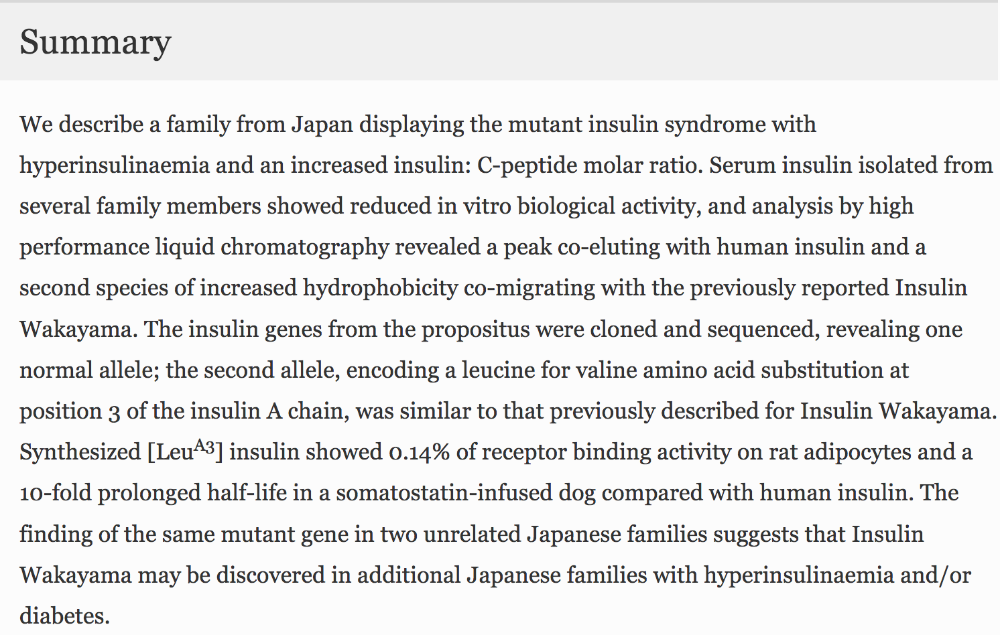 Summary
We describe a family from Japan displaying the mutant insulin syndrome with
hyperinsulinaemia and an increased insulin: C-peptide molar ratio. Serum insulin isolated from
several family members showed reduced in vitro biological activity, and analysis by high
performance liquid chromatography revealed a peak co-eluting with human insulin and a
second species of increased hydrophobicity co-migrating with the previously reported Insulin
Wakayama. The insulin genes from the propositus were cloned and sequenced, revealing one
normal allele; the second allele, encoding a leucine for valine amino acid substitution at
position 3 of the insulin A chain, was similar to that previously described for Insulin Wakayama.
Synthesized [Leu^A3] insulin showed 0.14% of receptor binding activity on rat adipocytes and a
10-fold prolonged half-life in a somatostatin-infused dog compared with human insulin. The
finding of the same mutant gene in two unrelated Japanese families suggests that Insulin
Wakayama may be discovered in additional Japanese families with hyperinsulinaemia and/or
diabetes.